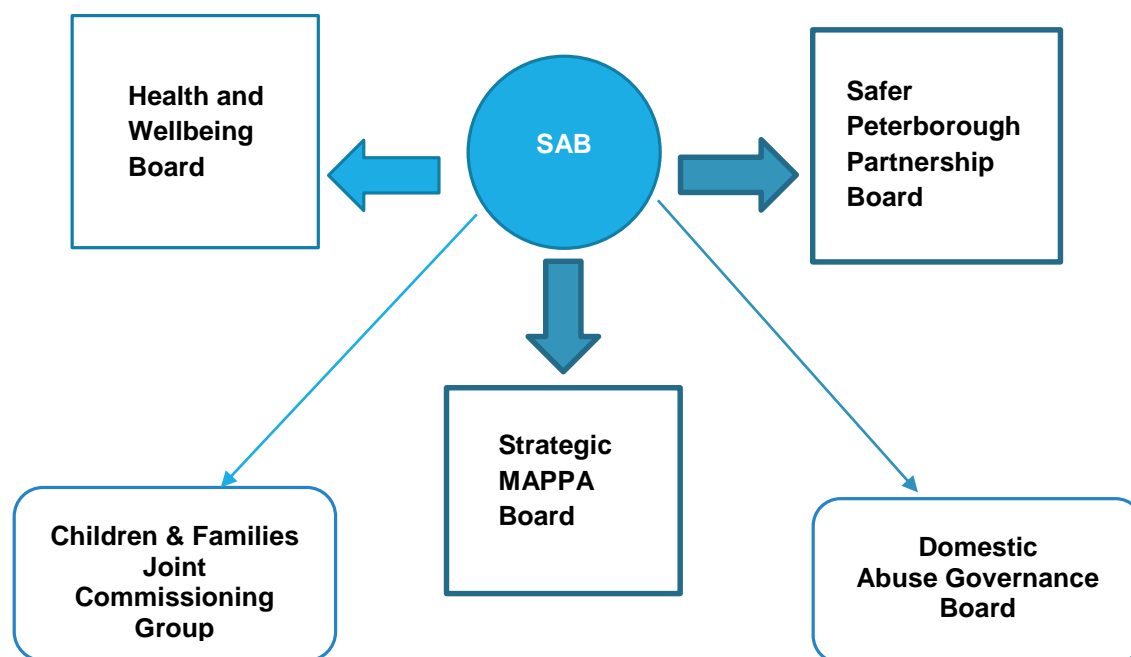 Health and
Wellbeing
Board
SAB
Safer
Peterborough
Partnership
Board
Strategic
MAPPA
Board
Children & Families
Joint
Commissioning
Group
Domestic
Abuse Governance
Board